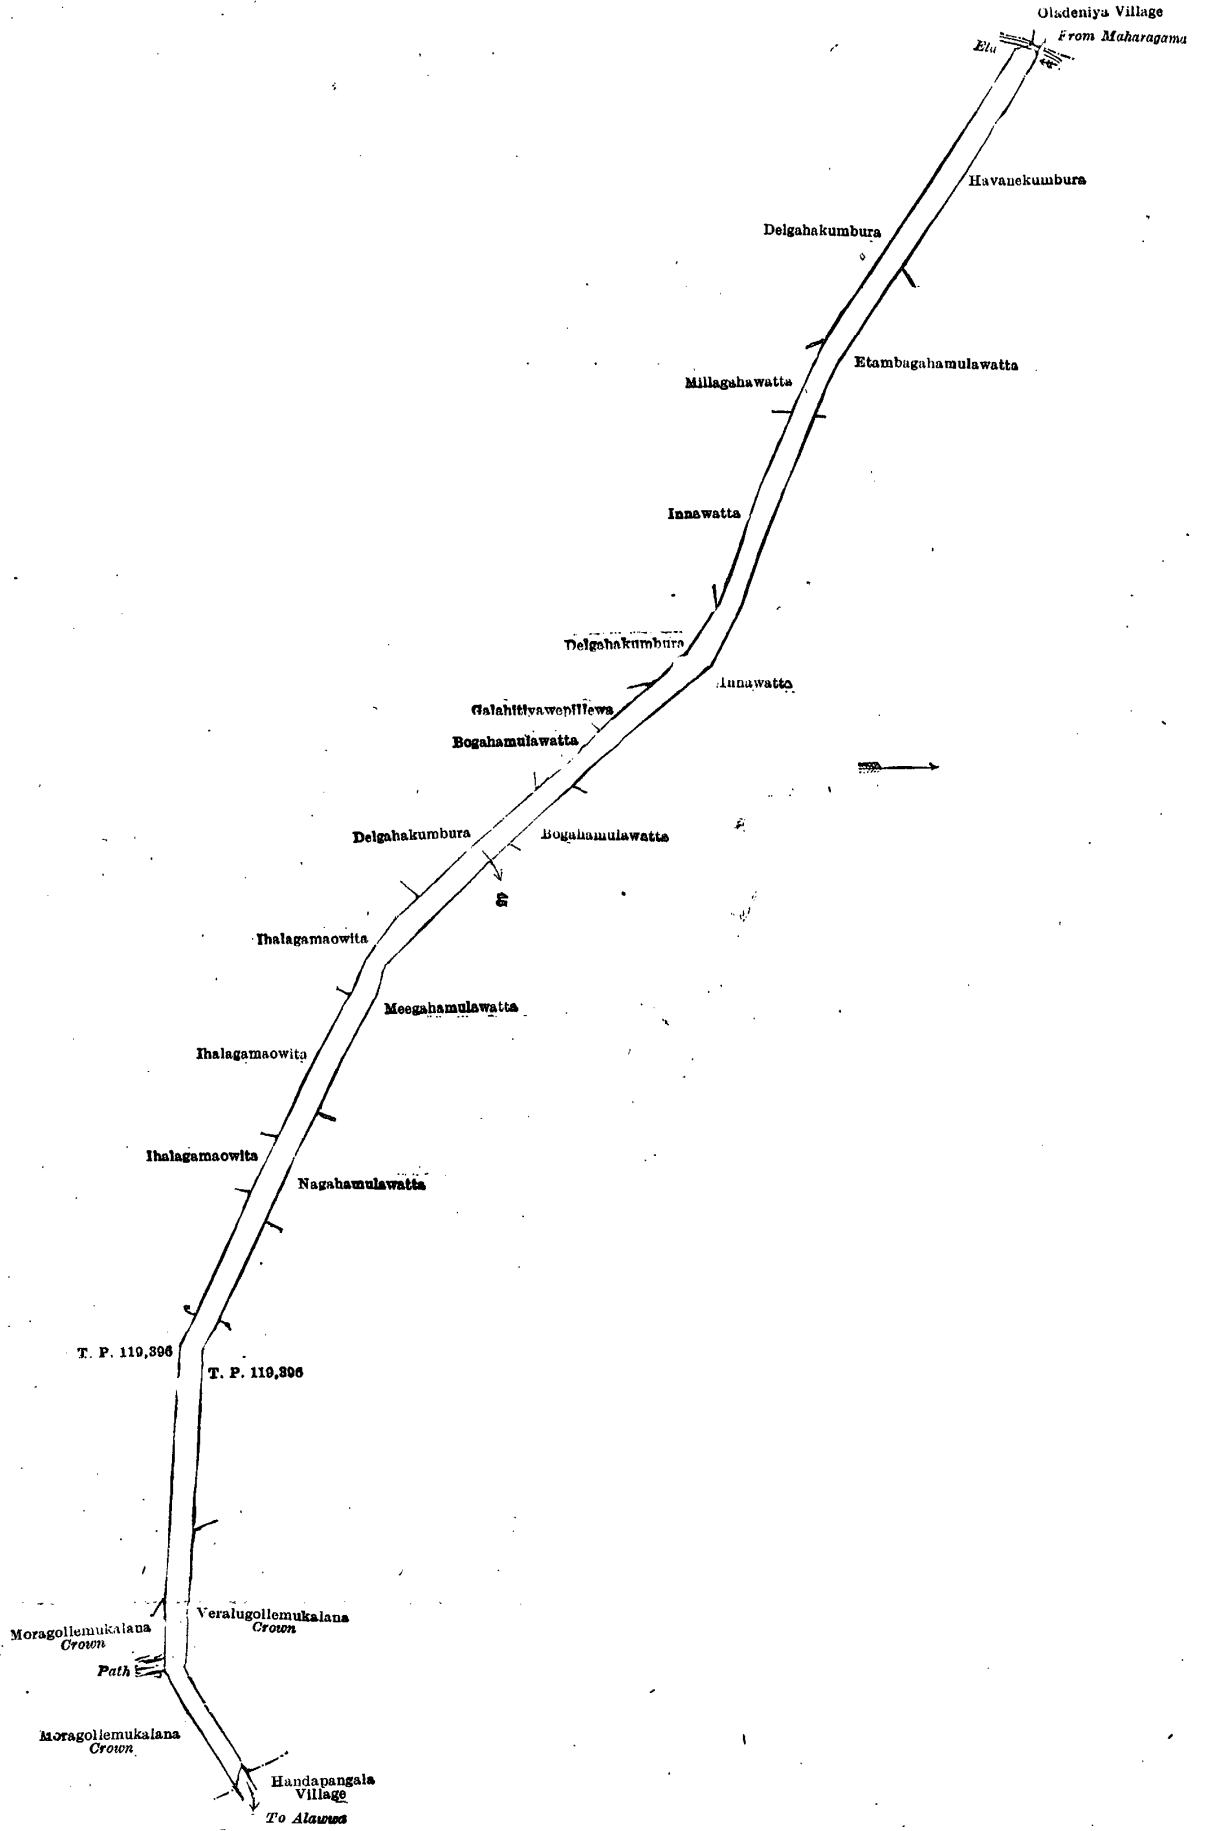 Oladeniya Village
From Maharagama
Ela
Havanekumbura
Delgahakumbura
Etambagahamulawatta
Millagahawatta
Innawatta
Delgahakumbura
Innawatta
Galahitiyawepillewa
Bogahamulawatta
Delgahakumbura
Bogahamulawatta
Ihalagamaowita
Meegahamulawatta
Ihalagamaowita
Ihalagamaowita
Nagahamulawatta
T. P. 119,396
T. P. 119,396
Veralugollemukalana
Crown
Moragollemukalana
Crown
Path
Moragollemukalana
Crown
Handapangala
Village
To Alawwa